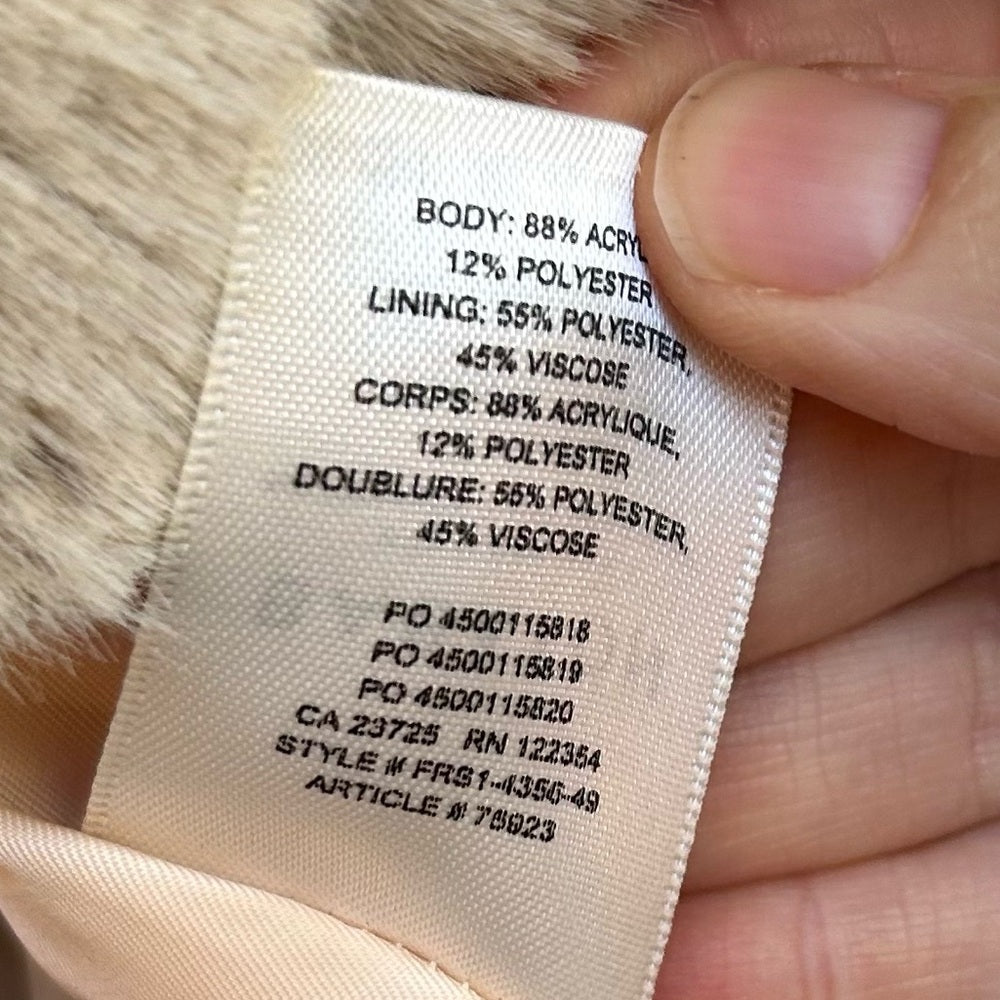 BODY: 88% ACRYL
12% POLYESTER
LINING: 55% POLYESTER,
45% VISCOSE
CORPS: 88% ACRYLIQUE,
12% POLYESTER
DOUBLURE: 55% POLYESTER,
45% VISCOSE
PO 4500115818
PO 4500115819
PO 4500115820
CA 23725 RN 122354
STYLE # FRS1-4356-49
ARTICLE #